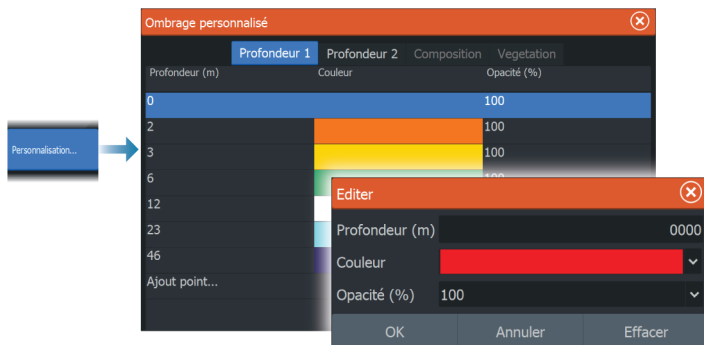 Ombrage personnalisé
Profondeur 1 Profondeur 2 Composition Vegetation
Profondeur (m) Couleur Opacité (%)
0 100
2 100
Personnalisation...
3 100
6 100
12
23
46
Ajout point...
Editer
Profondeur (m) 0000
Couleur
Opacité (%) 100
OK Annuler Effacer